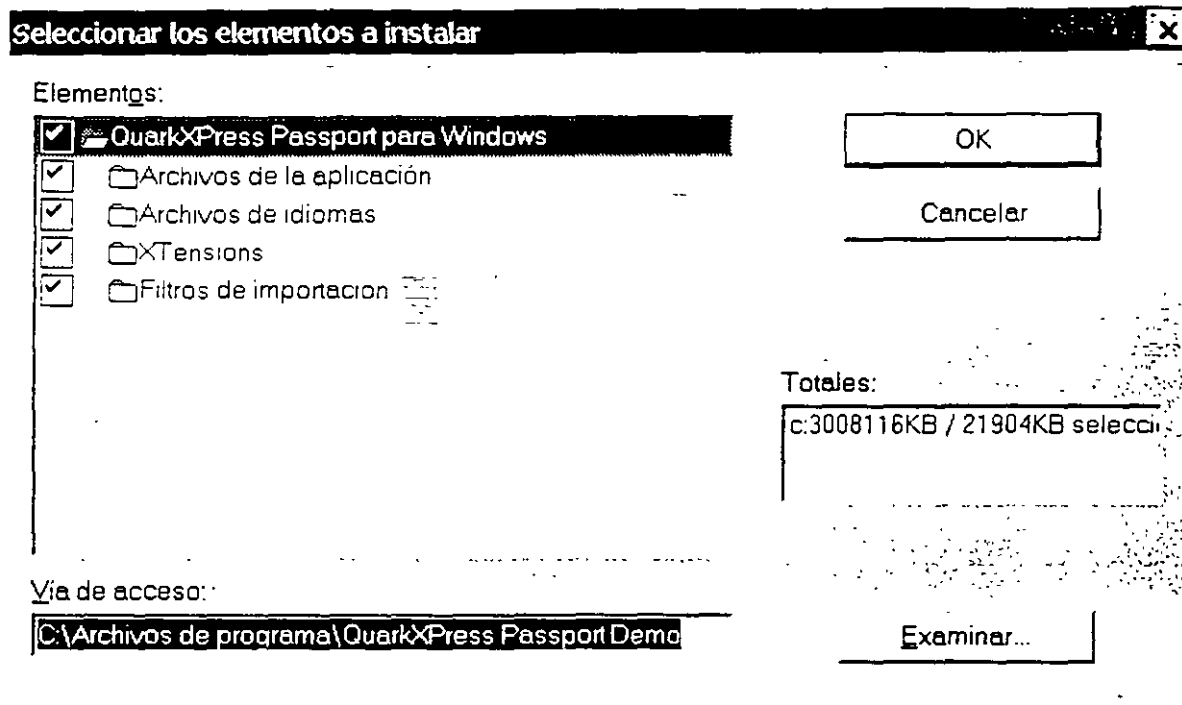 Seleccionar los elementos a instalar
Elementos:
QuarkXPress Passport para Windows
Archivos de la aplicación
Archivos de idiomas
XTensions
Filtros de importacion
OK
Cancelar
Totales:
c:3008116KB / 21904KB selecci
Vía de acceso:
C:\Archivos de programa\QuarkXPress Passport Demo
Examinar...